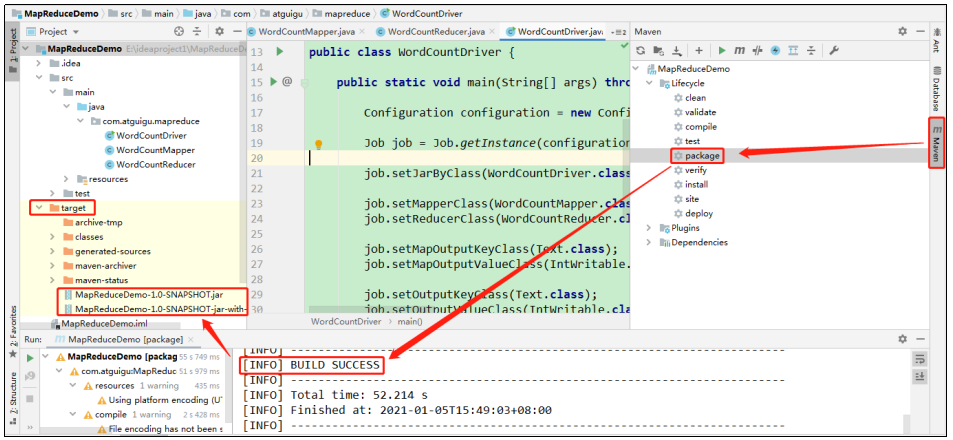 MapReduceDemo src main java com atguigu mapreduce WordCountDriver
Project
WordCountMapper.java × WordCountReducer.java × WordCountDriver.java
Maven
1: Project
MapReduceDemo E:\ideaproject1\MapReduceD
.idea
src
main
java
com.atguigu.mapreduce
WordCountDriver
WordCountMapper
WordCountReducer
resources
test
target
archive-tmp
classes
generated-sources
maven-archiver
maven-status
MapReduceDemo-1.0-SNAPSHOT.jar
MapReduceDemo-1.0-SNAPSHOT-jar-with-
MapReduceDemo.iml
13 public class WordCountDriver {
14
15 @ public static void main(String[] args) thro
16
17 Configuration configuration = new Confi
18
19 Job job = Job.getInstance(configuration
20
21 job.setJarByClass(WordCountDriver.class
22
23 job.setMapperClass(WordCountMapper.clas
24 job.setReducerClass(WordCountReducer.cl
25
26 job.setMapOutputKeyClass(Text.class);
27 job.setMapOutputValueClass(IntWritable.
28
29 job.setOutputKeyClass(Text.class);
30 job.setOutputValueClass(IntWritable.cla
WordCountDriver main()
MapReduceDemo
Lifecycle
clean
validate
compile
test
package
verify
install
site
deploy
Plugins
Dependencies
Ant
Database
Maven
2: Favorites
Z: Structure
Run: MapReduceDemo [package] ×
MapReduceDemo [packag 55 s 749 ms
com.atguigu:MapReduc 51 s 979 ms
resources 1 warning 435 ms
Using platform encoding (U
compile 1 warning 2 s 428 ms
File encoding has not been s
[INFO] ------------------------------------------------------------------------
[INFO] BUILD SUCCESS
[INFO] ------------------------------------------------------------------------
[INFO] Total time: 52.214 s
[INFO] Finished at: 2021-01-05T15:49:03+08:00
[INFO] ------------------------------------------------------------------------